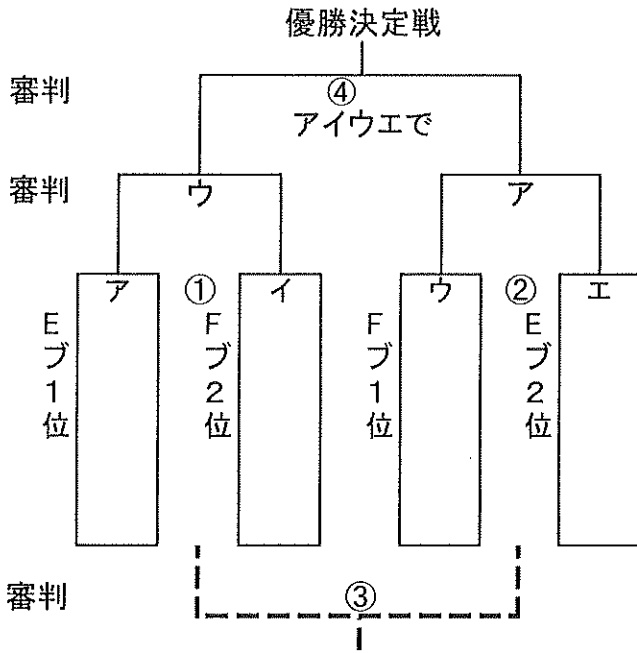 優勝決定戦
審判
④
アイウエで
審判
ウ
ア
ア
①
イ
ウ
②
エ
Eブ1位
Fブ2位
Fブ1位
Eブ2位
審判
③